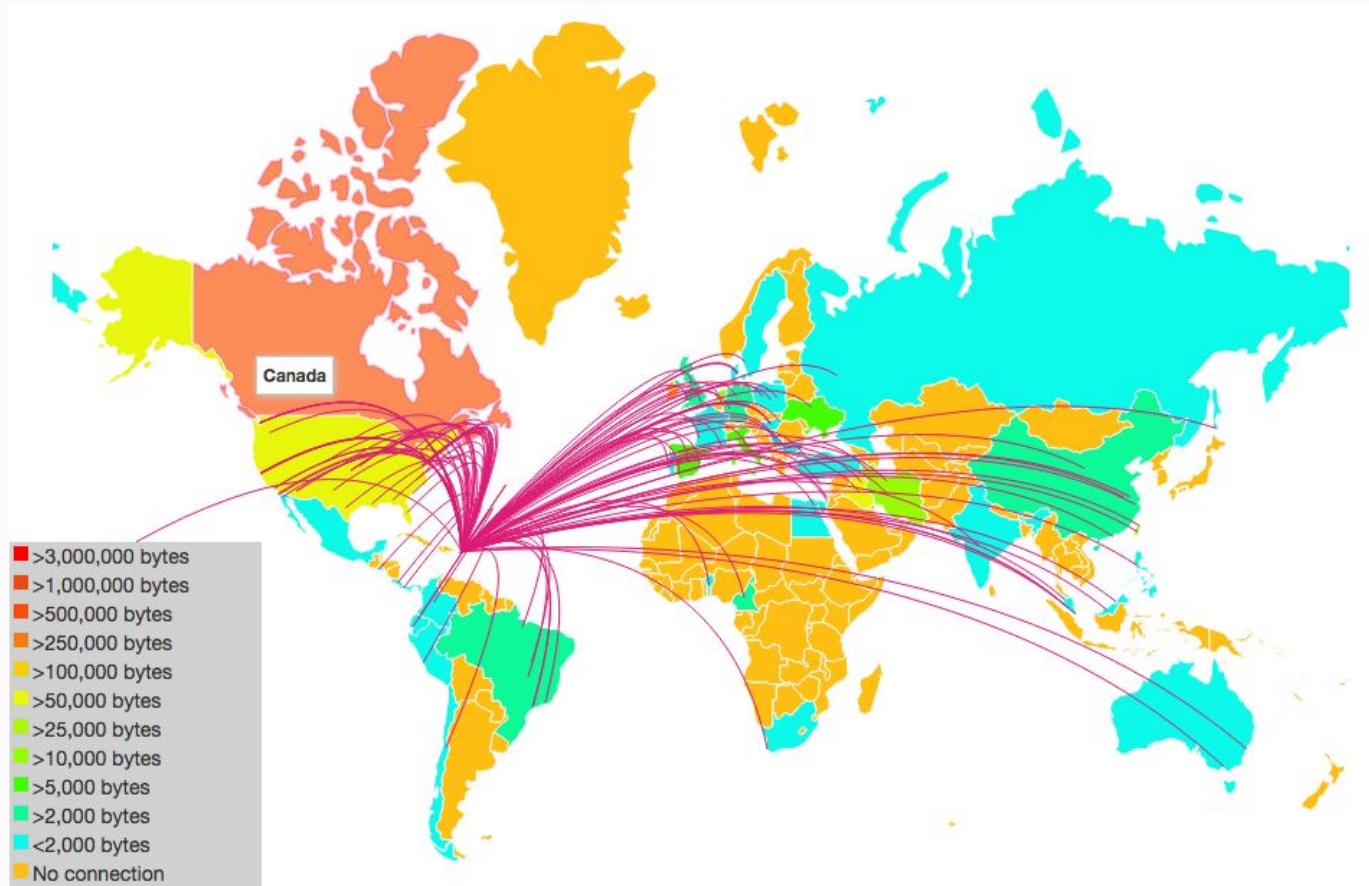 Canada
>3,000,000 bytes
>1,000,000 bytes
>500,000 bytes
>250,000 bytes
>100,000 bytes
>50,000 bytes
>25,000 bytes
>10,000 bytes
>5,000 bytes
>2,000 bytes
<2,000 bytes
No connection